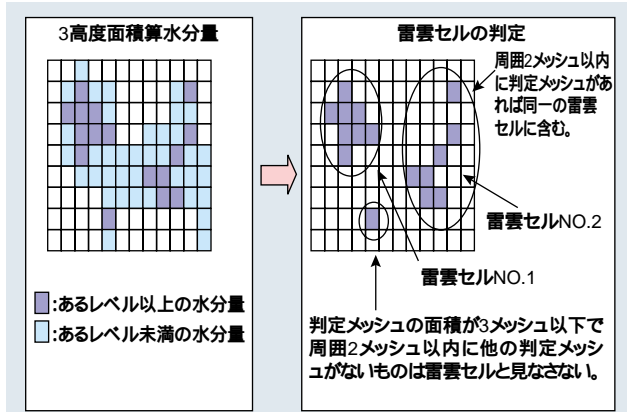 3高度面積算水分量
:あるレベル以上の水分量
:あるレベル未満の水分量
雷雲セルの判定
周囲2メッシュ以内
に判定メッシュがあ
れば同一の雷雲
セルに含む。
雷雲セルNO.2
雷雲セルNO.1
判定メッシュの面積が3メッシュ以下で
周囲2メッシュ以内に他の判定メッシ
ュがないものは雷雲セルと見なさない。